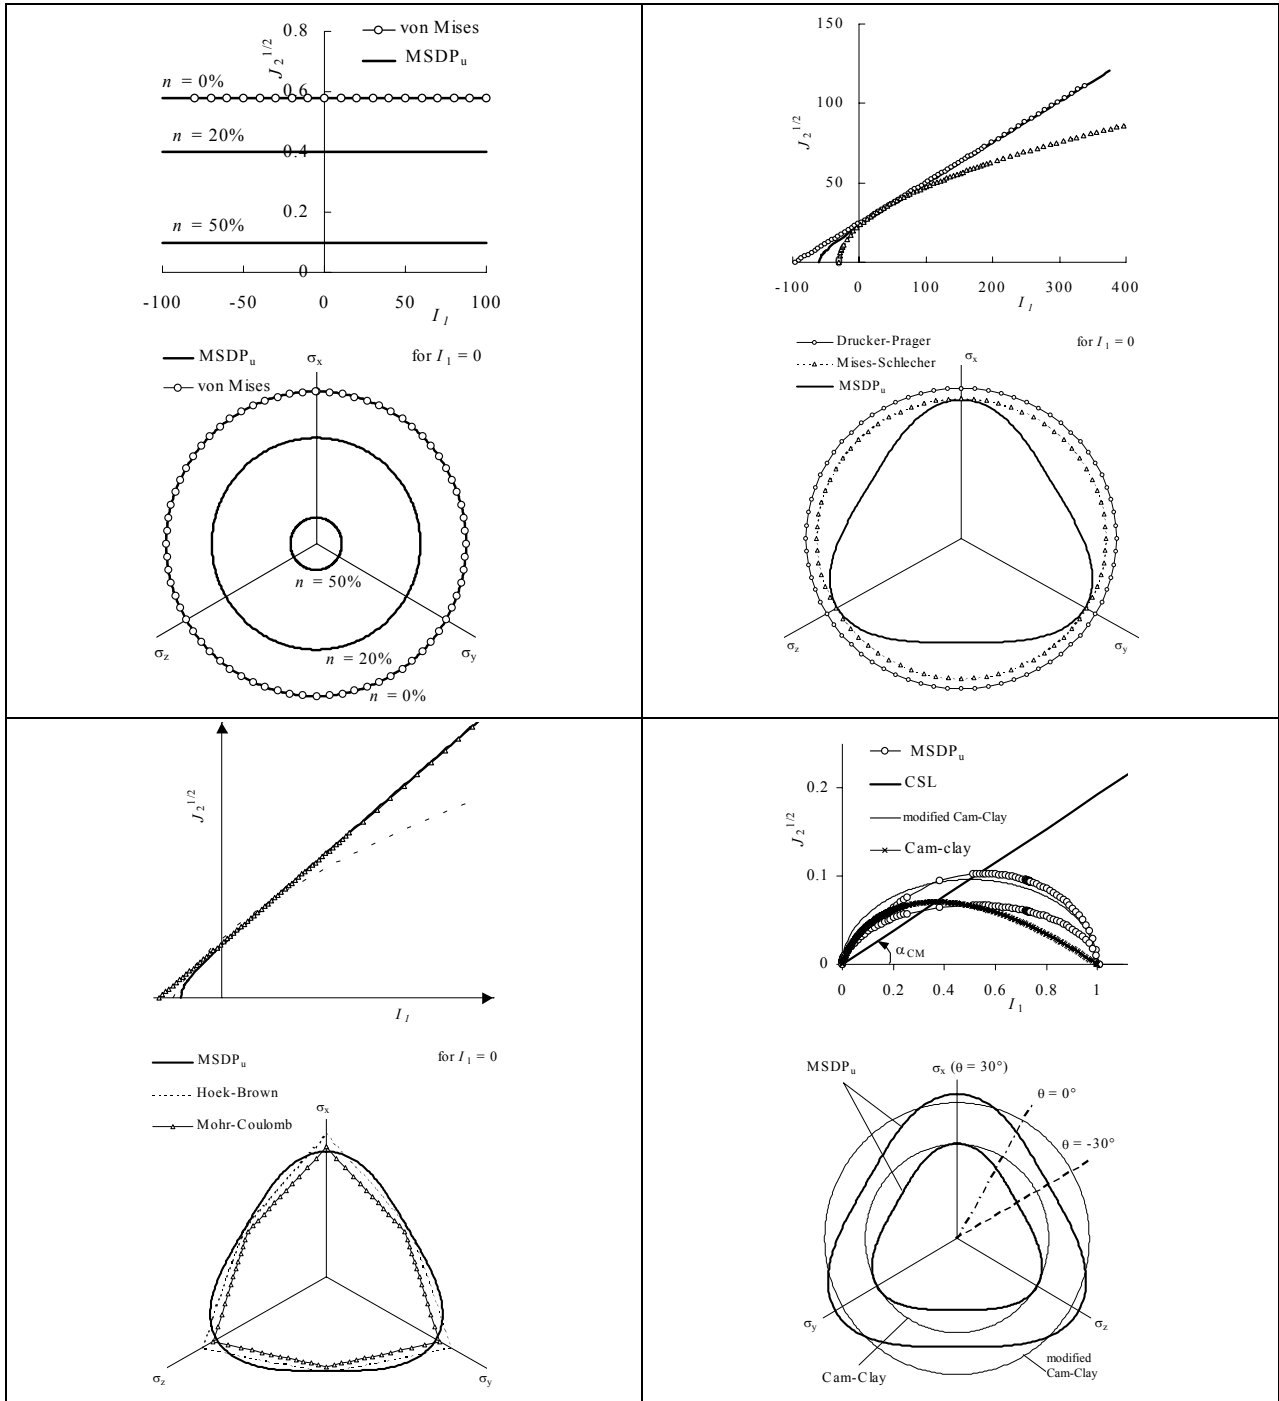 0.8
J2^1/2
von Mises
MSDPu
n = 0%
0.6
n = 20%
0.4
0.2
n = 50%
0
-100
-50
0
50
100
I1
MSDPu
σx
for I1 = 0
von Mises
n = 50%
σz
n = 20%
σy
n = 0%
150
J2^1/2
100
50
0
-100
0
100
200
300
400
I1
Drucker-Prager
for I1 = 0
Mises-Schlecher
σx
MSDPu
σz
σy
J2^1/2
I1
MSDPu
for I1 = 0
Hoek-Brown
σx
Mohr-Coulomb
σz
σy
MSDPu
0.2
CSL
J2^1/2
modified Cam-Clay
Cam-clay
0.1
αCM
0
0
0.2
0.4
0.6
0.8
1
I1
MSDPu
σx (θ = 30°)
θ = 0°
θ = -30°
σy
σz
modified
Cam-Clay
Cam-Clay